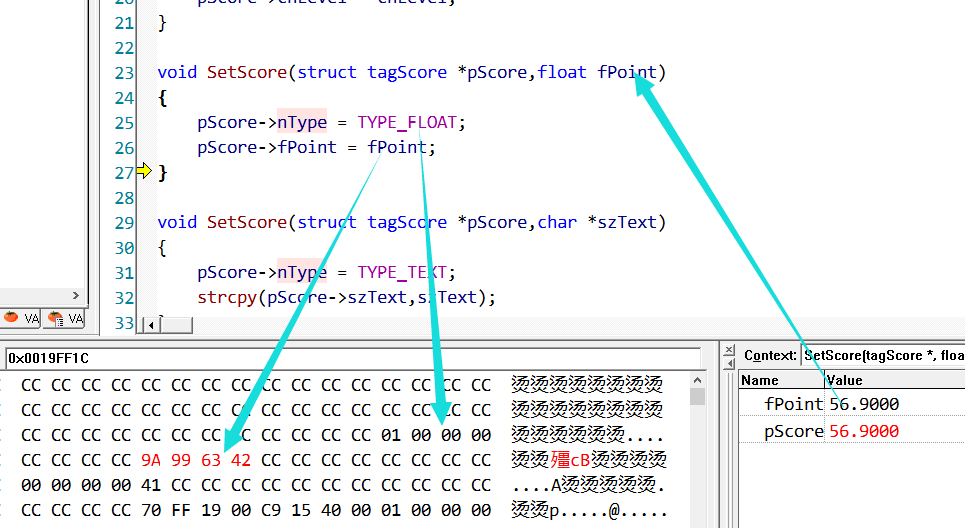 21 }
22
23 void SetScore(struct tagScore *pScore,float fPoint)
24 {
25 pScore->nType = TYPE_FLOAT;
26 pScore->fPoint = fPoint;
27 }
28
29 void SetScore(struct tagScore *pScore,char *szText)
30 {
31 pScore->nType = TYPE_TEXT;
32 strcpy(pScore->szText,szText);
33
VA VA
0x0019FF1C
CC CC CC CC CC CC CC CC CC CC CC CC CC CC CC CC 烫烫烫烫烫烫烫烫
CC CC CC CC CC CC CC CC CC CC CC CC CC CC CC CC 烫烫烫烫烫烫烫烫
CC CC CC CC CC CC CC CC CC CC CC CC 01 00 00 00 烫烫烫烫烫烫....
CC CC CC CC 9A 99 63 42 CC CC CC CC CC CC CC CC 烫烫殭cB烫烫烫烫
00 00 00 00 41 CC CC CC CC CC CC CC CC CC CC CC ....A烫烫烫烫烫.
CC CC CC CC 70 FF 19 00 C9 15 40 00 01 00 00 00 烫烫p.....@.....
Context: SetScore(tagScore *, floa
Name Value
fPoint 56.9000
pScore 56.9000